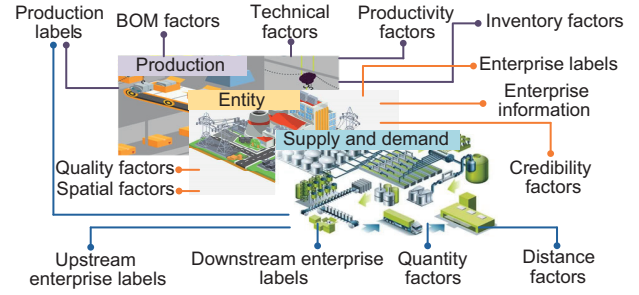 Production
labels
BOM factors
Technical
factors
Productivity
factors
Inventory factors
Production
Enterprise labels
Entity
Enterprise
information
Supply and demand
Quality factors
Spatial factors
Credibility
factors
Upstream
enterprise labels
Downstream enterprise
labels
Quantity
factors
Distance
factors